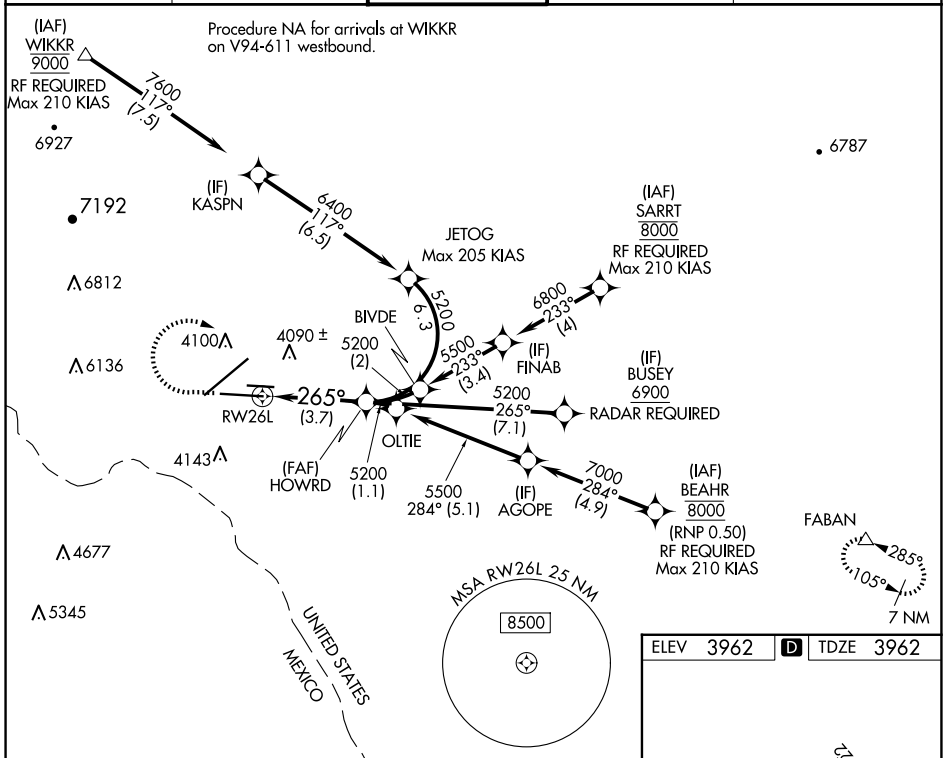 Procedure NA for arrivals at WIKKR
on V94-611 westbound.
(IAF)
WIKKR
9000
RF REQUIRED
Max 210 KIAS
7600
117°
(7.5)
6927
6787
(IF)
KASPN
7192
6400
117°
(6.5)
(IAF)
SARRT
8000
RF REQUIRED
Max 210 KIAS
JETOG
Max 205 KIAS
6812
5200
6.3
6800
233°
(4)
BIVDE
5200
(2)
4100
4090 ±
5500
233°
(3.4)
(IF)
FINAB
6136
(IF)
BUSEY
6900
RADAR REQUIRED
5200
265°
(7.1)
265°
(3.7)
RW26L
OLTIE
4143
(FAF)
HOWRD
5200
(1.1)
5500
284° (5.1)
(IF)
AGOPE
7000
284°
(4.9)
(IAF)
BEAHR
8000
(RNP 0.50)
RF REQUIRED
Max 210 KIAS
FABAN
285°
105°
7 NM
4677
5345
MSA RW26L 25 NM
8500
UNITED STATES
MEXICO
ELEV 3962 D TDZE 3962
22